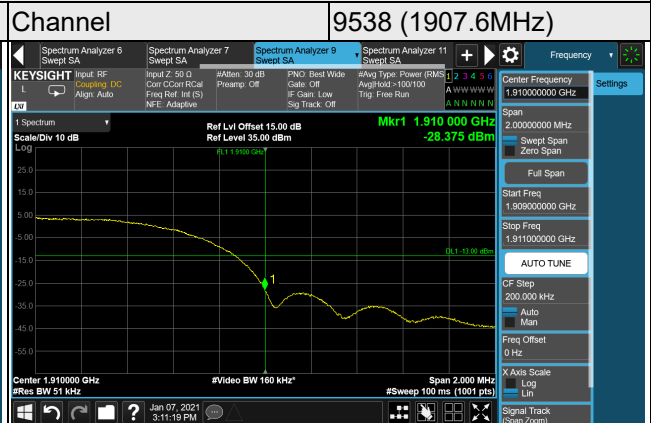 Channel 9538 (1907.6MHz)
Spectrum Analyzer 6
Swept SA
Spectrum Analyzer 7
Swept SA
Spectrum Analyzer 9
Swept SA
Spectrum Analyzer 11
Swept SA
Frequency
KEYSIGHT
L
LXI
Input: RF
Coupling: DC
Align: Auto
Input Z: 50 Ω
Corr CCorr RCal
Freq Ref: Int (S)
NFE: Adaptive
#Atten: 30 dB
Preamp: Off
PNO: Best Wide
Gate: Off
IF Gain: Low
Sig Track: Off
#Avg Type: Power (RMS
Avg|Hold >100/100
Trig: Free Run
1 2 3 4 5 6
A W W W W W
A N N N N N
1 Spectrum
Scale/Div 10 dB
Ref Lvl Offset 15.00 dB
Ref Level 35.00 dBm
Mkr1 1.910 000 GHz
-28.375 dBm
Log
FL1 1.9100 GHz
25.0
15.0
5.00
-5.00
-15.0
-25.0
-35.0
-45.0
-55.0
DL1 -13.00 dBm
1
Center 1.910000 GHz
#Res BW 51 kHz
#Video BW 160 kHz*
Span 2.000 MHz
#Sweep 100 ms (1001 pts)
Jan 07, 2021
3:11:19 PM
Settings
Center Frequency
1.910000000 GHz
Span
2.00000000 MHz
Swept Span
Zero Span
Full Span
Start Freq
1.909000000 GHz
Stop Freq
1.911000000 GHz
AUTO TUNE
CF Step
200.000 kHz
Auto
Man
Freq Offset
0 Hz
X Axis Scale
Log
Lin
Signal Track
(Span Zoom)